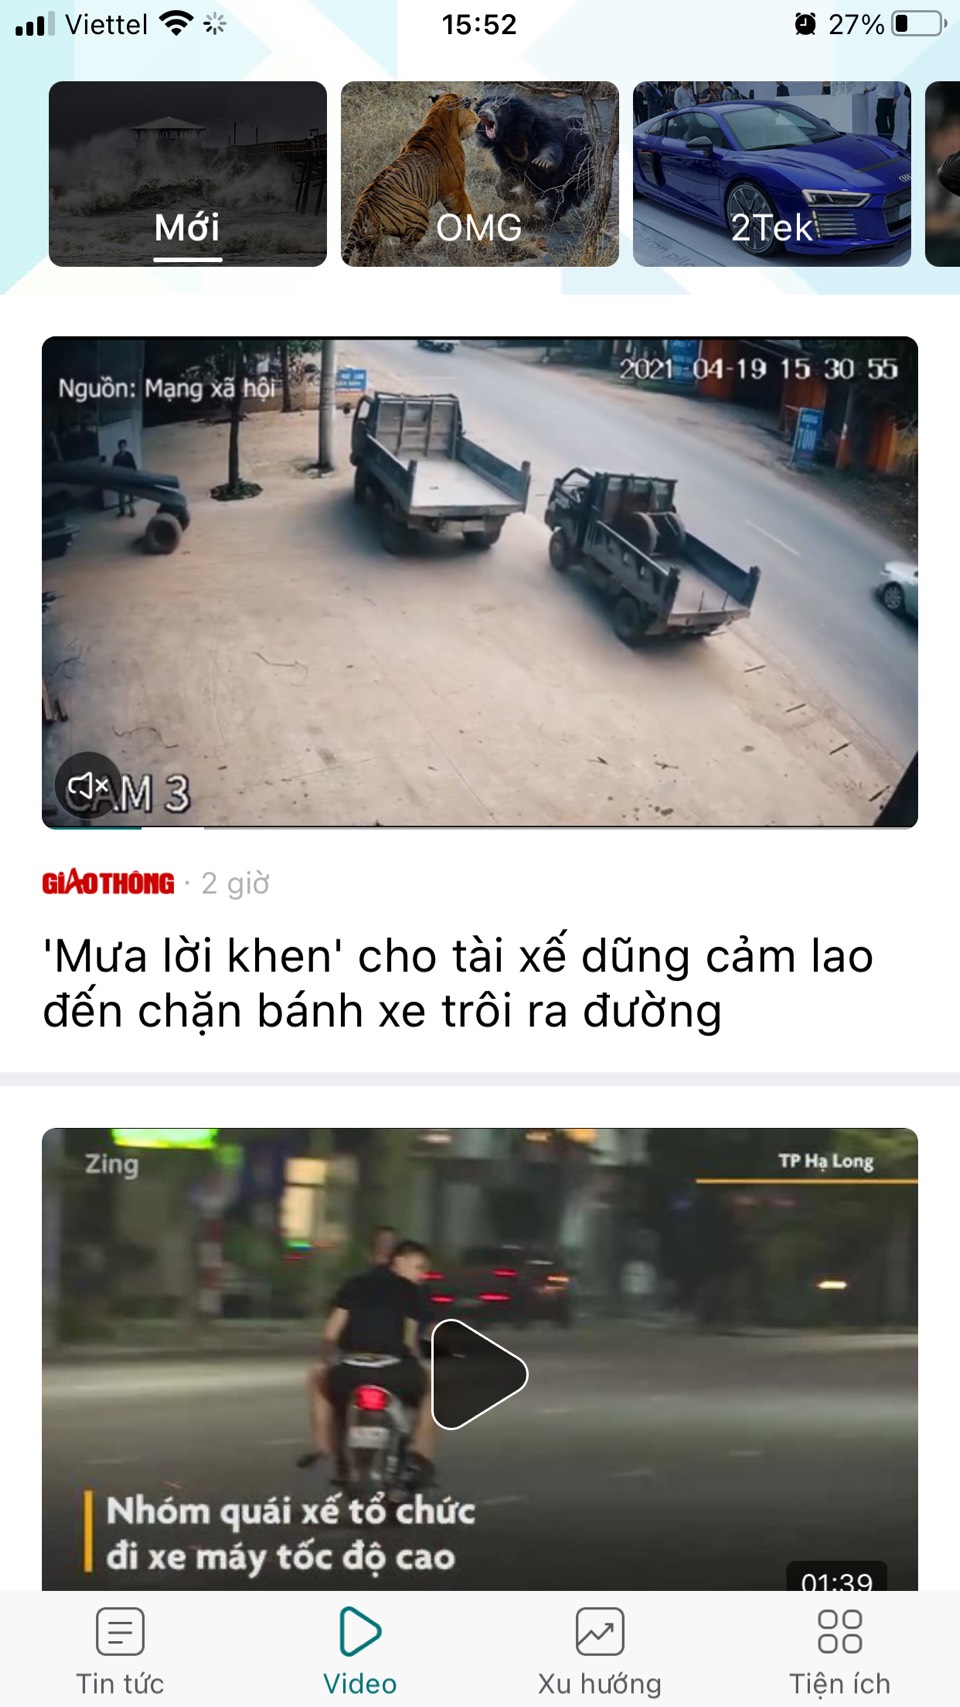 Viettel
15:52
27%
Mới
OMG
2Tek
Nguồn: Mạng xã hội
2021-04-19 15 30 55
TÔN
CAM 3
GIAOTHÔNG · 2 giờ
'Mưa lời khen' cho tài xế dũng cảm lao
đến chặn bánh xe trôi ra đường
Zing
TP Hạ Long
Nhóm quái xế tổ chức
đi xe máy tốc độ cao
01:39
Tin tức
Video
Xu hướng
Tiện ích